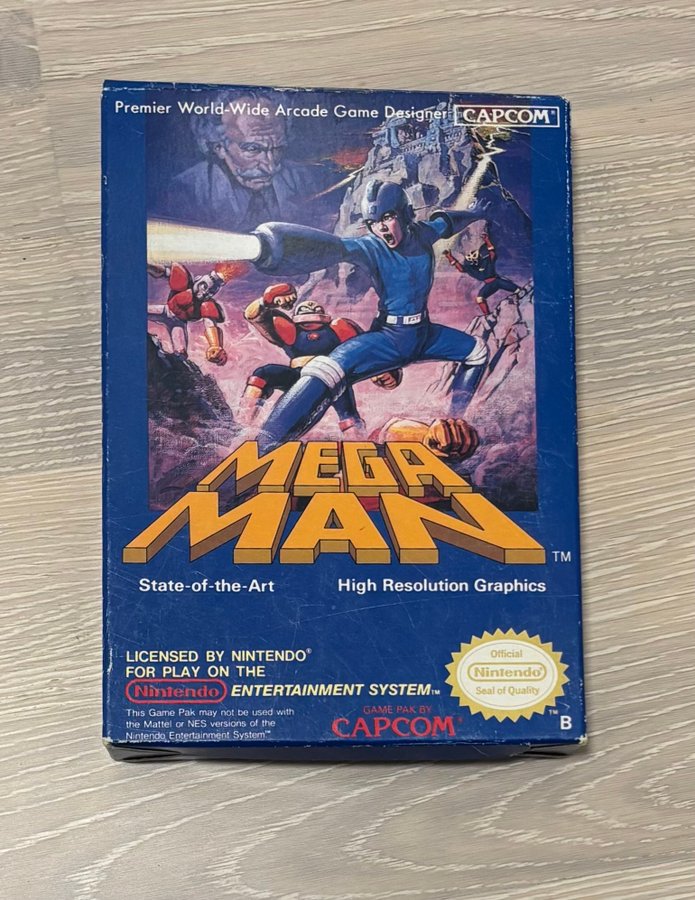 Premier World-Wide Arcade Game Designer CAPCOM®
MEGA
MAN™
State-of-the-Art High Resolution Graphics
LICENSED BY NINTENDO®
FOR PLAY ON THE
Nintendo ENTERTAINMENT SYSTEM™
This Game Pak may not be used with
the Mattel or NES versions of the
Nintendo Entertainment System™
GAME PAK BY
CAPCOM®
Official
Nintendo®
Seal of Quality
™ B